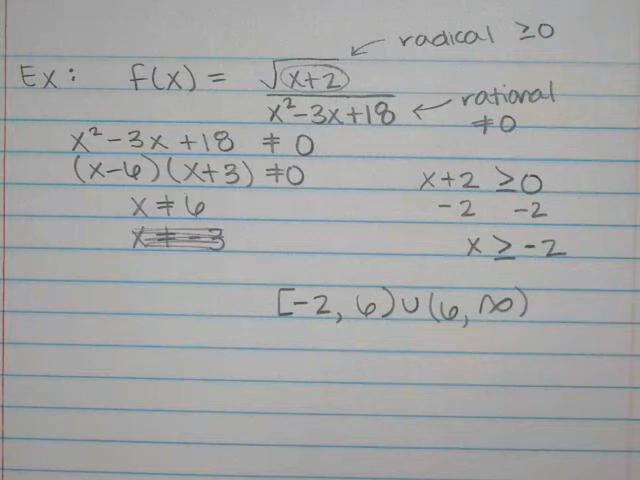 radical ≥0
Ex: f(x) = √(x+2)
x²-3x+18 ← rational
≠0
x²-3x+18 ≠ 0
(x-6)(x+3) ≠0
x+2 ≥0
x ≠ 6
-2 -2
x ≠ -3
x ≥ -2
[-2, 6)∪(6, ∞)